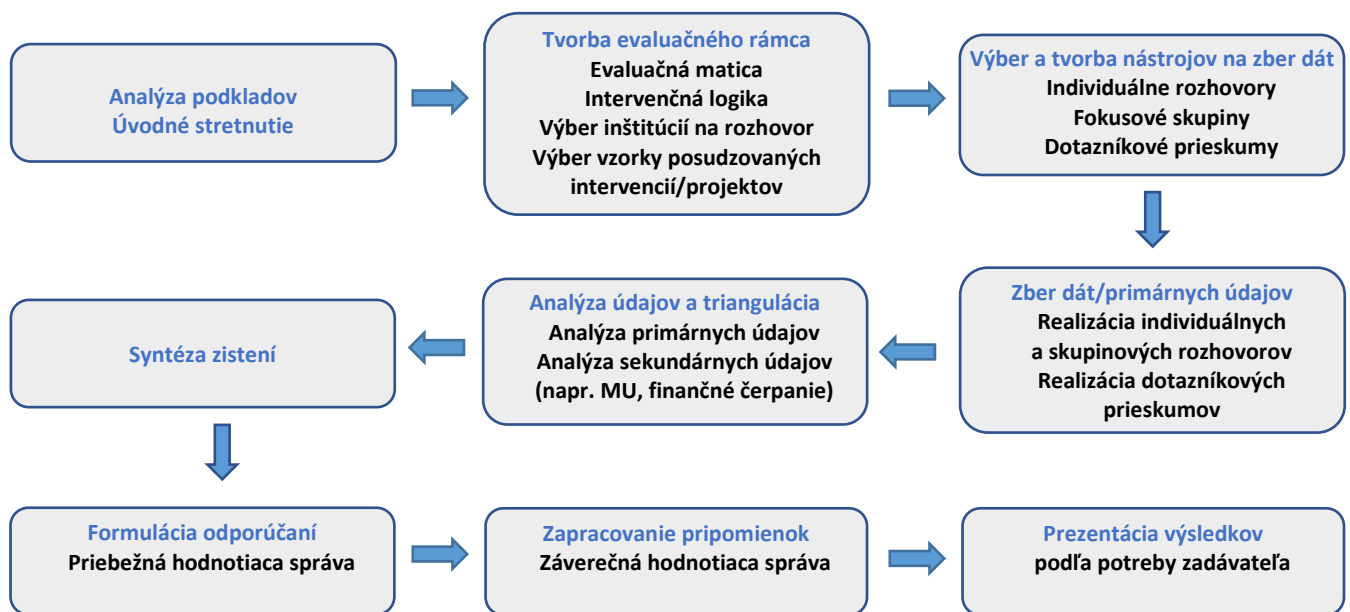 Analýza podkladov
Úvodné stretnutie
Tvorba evaluačného rámca
Evaluačná matica
Intervenčná logika
Výber inštitúcií na rozhovor
Výber vzorky posudzovaných
intervencií/projektov
Výber a tvorba nástrojov na zber dát
Individuálne rozhovory
Fokusové skupiny
Dotazníkové prieskumy
Zber dát/primárnych údajov
Realizácia individuálnych
a skupinových rozhovorov
Realizácia dotazníkových
prieskumov
Analýza údajov a triangulácia
Analýza primárnych údajov
Analýza sekundárnych údajov
(napr. MU, finančné čerpanie)
Syntéza zistení
Formulácia odporúčaní
Priebežná hodnotiaca správa
Zapracovanie pripomienok
Záverečná hodnotiaca správa
Prezentácia výsledkov
podľa potreby zadávateľa